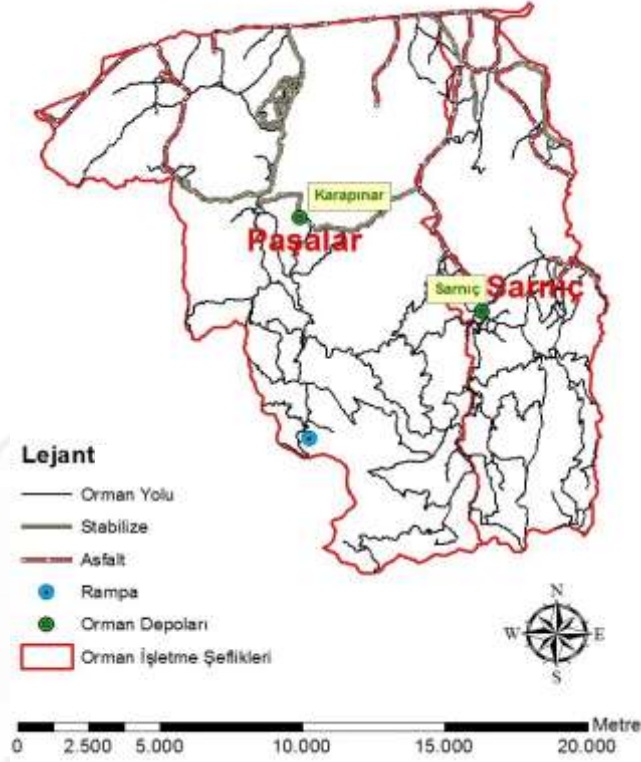 Karapınar
Paşalar
Sarnıç
Sarnıç
Lejant
Orman Yolu
Stabilize
Asfalt
Rampa
Orman Depoları
Orman İşletme Şeflikleri
N
W E
S
Metre
0 2.500 5.000 10.000 15.000 20.000